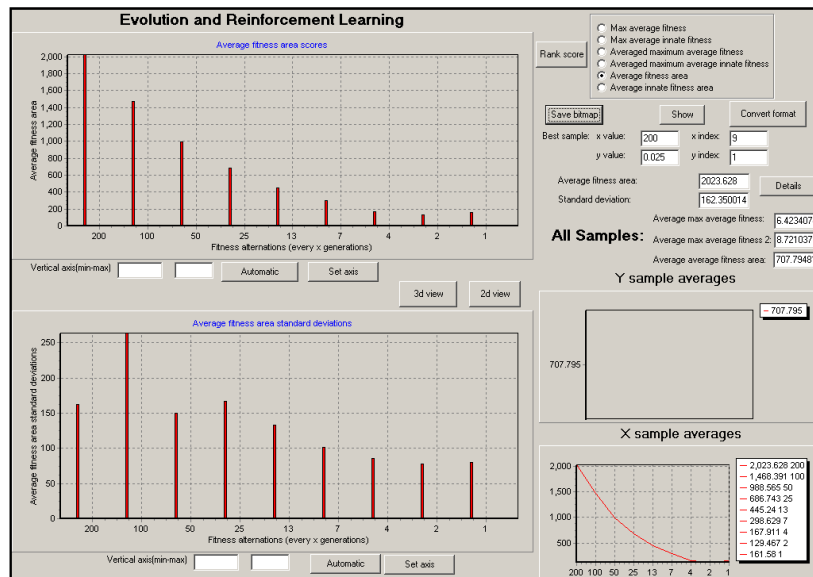 Evolution and Reinforcement Learning
Average fitness area scores
Average fitness area
2,000
1,800
1,600
1,400
1,200
1,000
800
600
400
200
0
200 100 50 25 13 7 4 2 1
Fitness alternations (every x generations)
Vertical axis(min-max)
Automatic
Set axis
3d view
2d view
Average fitness area standard deviations
Average fitness area standard deviations
250
200
150
100
50
0
200 100 50 25 13 7 4 2 1
Fitness alternations (every x generations)
Vertical axis(min-max)
Automatic
Set axis
Rank score
Max average fitness
Max average innate fitness
Averaged maximum average fitness
Averaged maximum average innate fitness
Average fitness area
Average innate fitness area
Save bitmap
Show
Convert format
Best sample: x value: 200 x index: 9
y value: 0.025 y index: 1
Average fitness area: 2023.628
Standard deviation: 162.350014
Details
All Samples:
Average max average fitness: 6.423407
Average max average fitness 2: 8.721037
Average average fitness area: 707.7948
Y sample averages
707.795
707.795
X sample averages
2,000
1,500
1,000
500
200 100 50 25 13 7 4 2 1
2,023.628 200
1,468.391 100
988.565 50
686.743 25
445.24 13
298.629 7
167.911 4
129.467 2
161.58 1